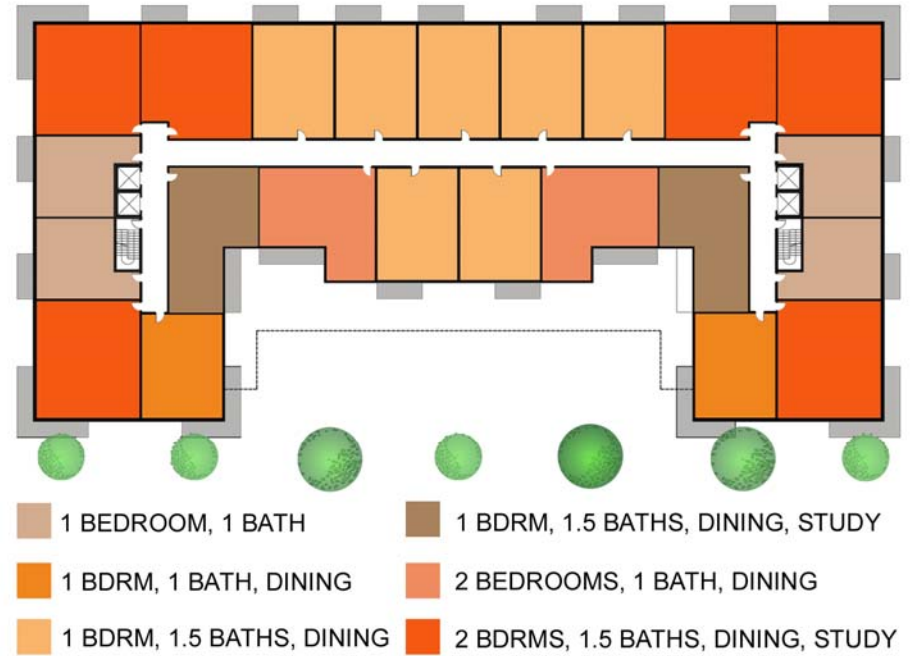 1 BEDROOM, 1 BATH
1 BDRM, 1 BATH, DINING
1 BDRM, 1.5 BATHS, DINING
1 BDRM, 1.5 BATHS, DINING, STUDY
2 BEDROOMS, 1 BATH, DINING
2 BDRMS, 1.5 BATHS, DINING, STUDY